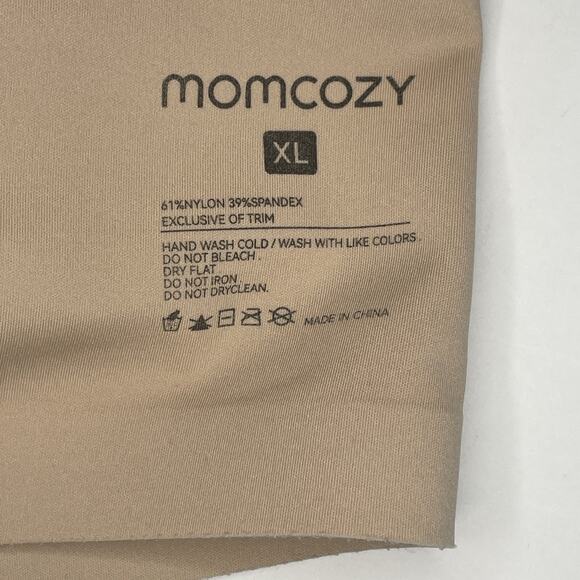 momcozy
XL
61%NYLON 39%SPANDEX
EXCLUSIVE OF TRIM
HAND WASH COLD / WASH WITH LIKE COLORS .
DO NOT BLEACH .
DRY FLAT
DO NOT IRON .
DO NOT DRYCLEAN.
MADE IN CHINA